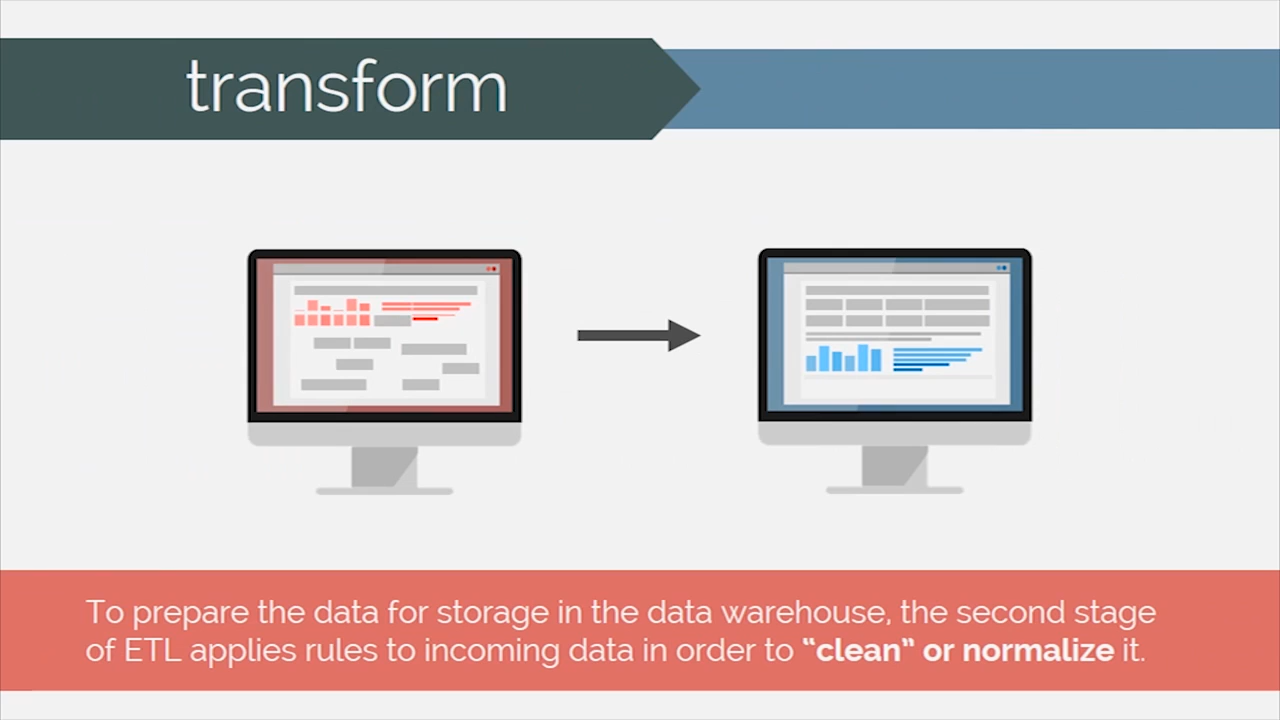 transform
To prepare the data for storage in the data warehouse, the second stage
of ETL applies rules to incoming data in order to “clean” or normalize it.